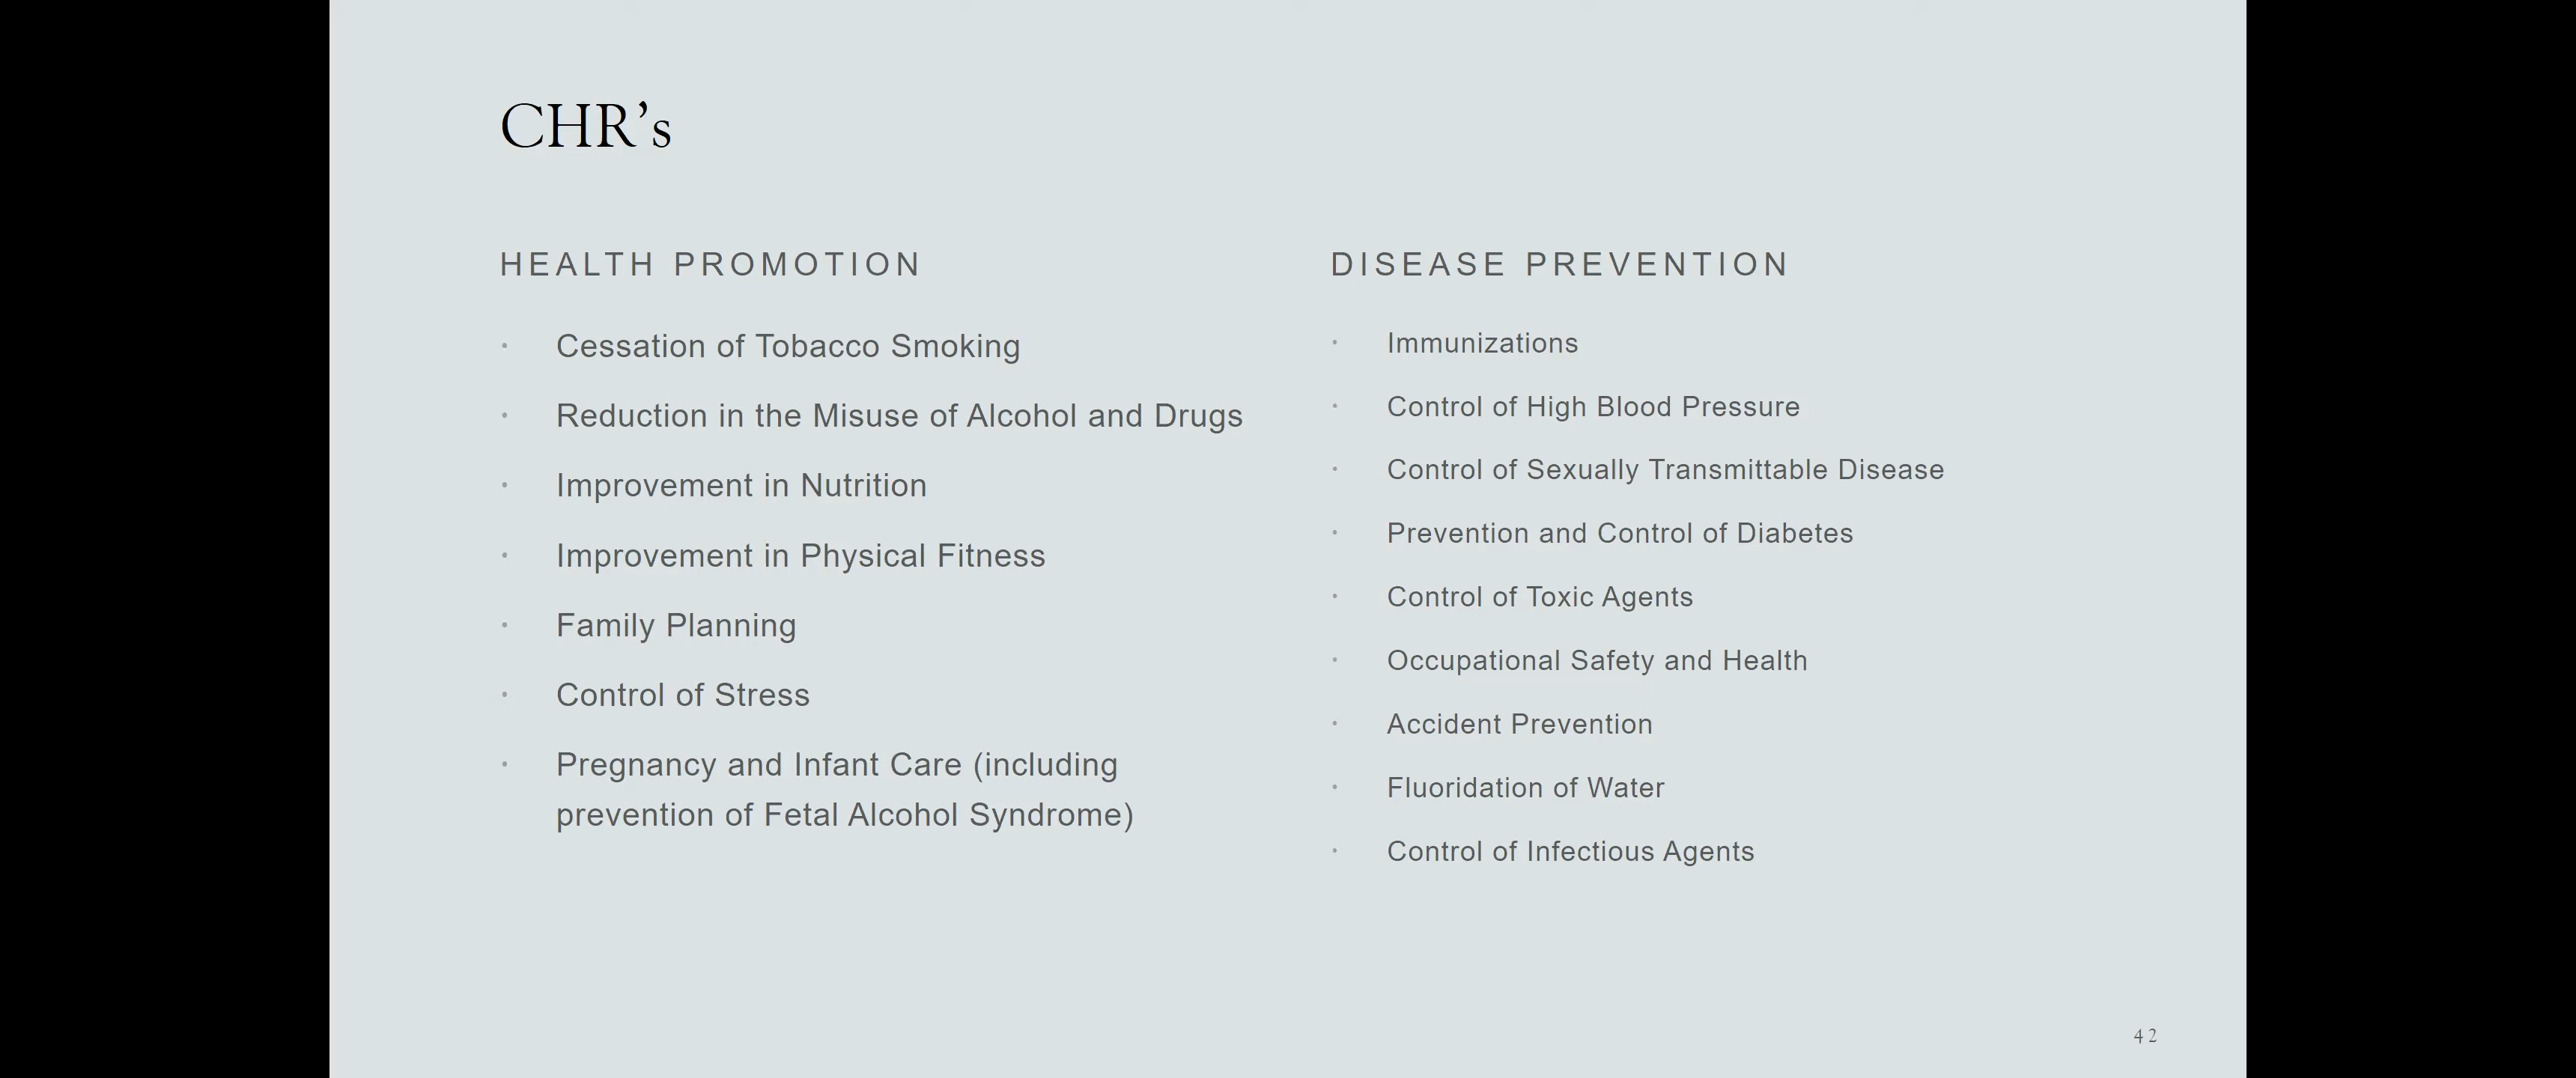 CHR’s
HEALTH PROMOTION
· Cessation of Tobacco Smoking
· Reduction in the Misuse of Alcohol and Drugs
· Improvement in Nutrition
· Improvement in Physical Fitness
· Family Planning
· Control of Stress
· Pregnancy and Infant Care (including
prevention of Fetal Alcohol Syndrome)
DISEASE PREVENTION
· Immunizations
· Control of High Blood Pressure
· Control of Sexually Transmittable Disease
· Prevention and Control of Diabetes
· Control of Toxic Agents
· Occupational Safety and Health
· Accident Prevention
· Fluoridation of Water
· Control of Infectious Agents
42